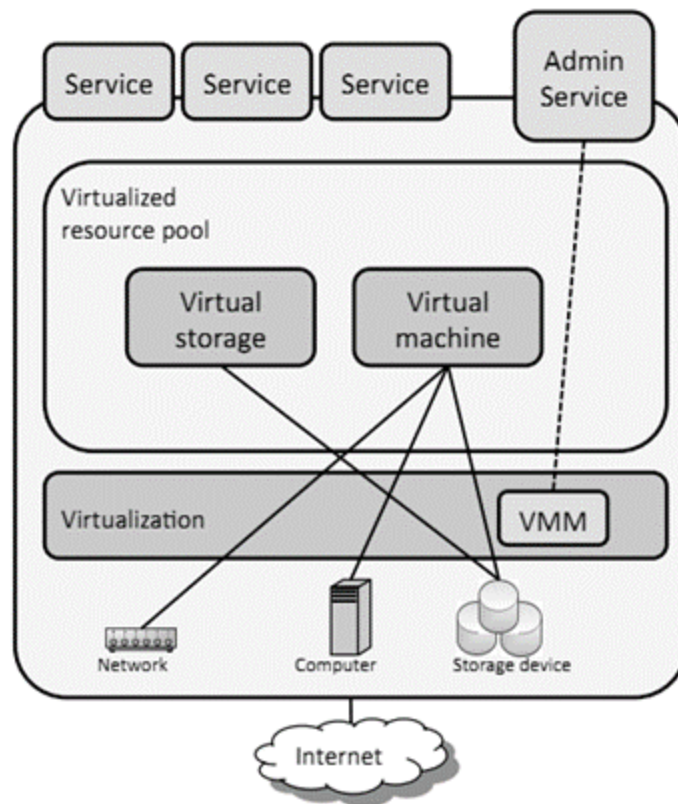 Service
Service
Service
Admin
Service
Virtualized
resource pool
Virtual
storage
Virtual
machine
Virtualization
VMM
Network
Computer
Storage device
Internet